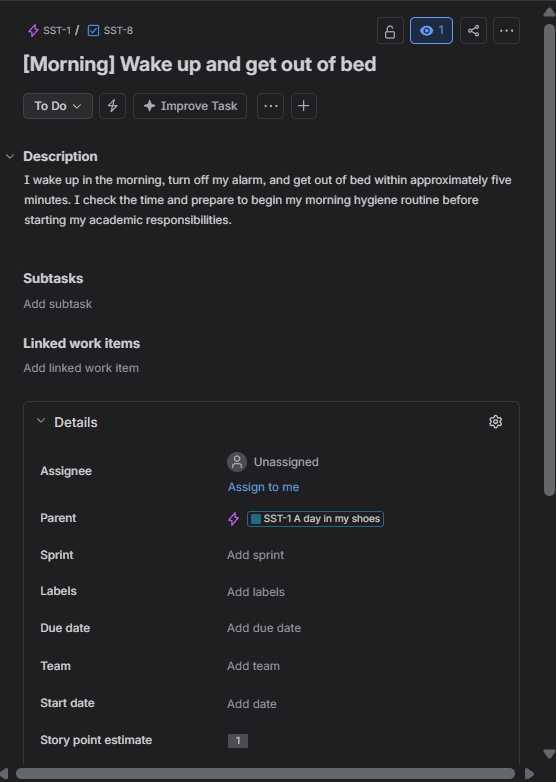 SST-1 / SST-8
1
[Morning] Wake up and get out of bed
To Do
Improve Task
Description
I wake up in the morning, turn off my alarm, and get out of bed within approximately five
minutes. I check the time and prepare to begin my morning hygiene routine before
starting my academic responsibilities.
Subtasks
Add subtask
Linked work items
Add linked work item
Details
Assignee
Unassigned
Assign to me
Parent
SST-1 A day in my shoes
Sprint
Add sprint
Labels
Add labels
Due date
Add due date
Team
Add team
Start date
Add date
Story point estimate
1